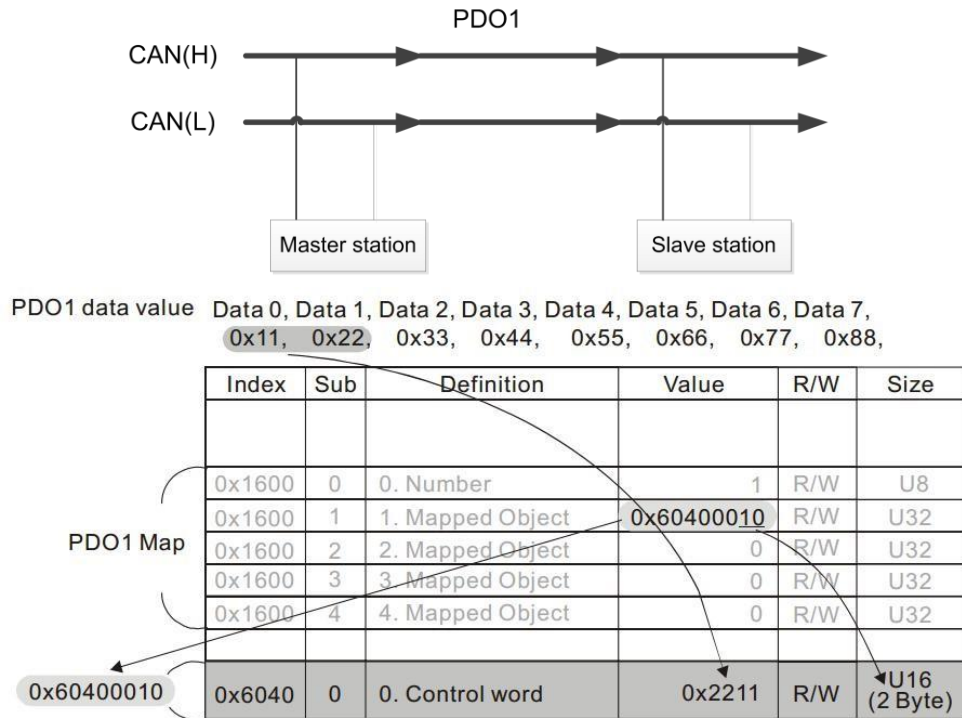 PDO1
CAN(H)
CAN(L)
Master station
Slave station
PDO1 data value Data 0, Data 1, Data 2, Data 3, Data 4, Data 5, Data 6, Data 7,
0x11, 0x22, 0x33, 0x44, 0x55, 0x66, 0x77, 0x88,
Index Sub Definition Value R/W Size
0x1600 0 0. Number 1 R/W U8
0x1600 1 1. Mapped Object 0x60400010 R/W U32
PDO1 Map
0x1600 2 2. Mapped Object 0 R/W U32
0x1600 3 3. Mapped Object 0 R/W U32
0x1600 4 4. Mapped Object 0 R/W U32
0x60400010
0x6040 0 0. Control word 0x2211 R/W U16
(2 Byte)